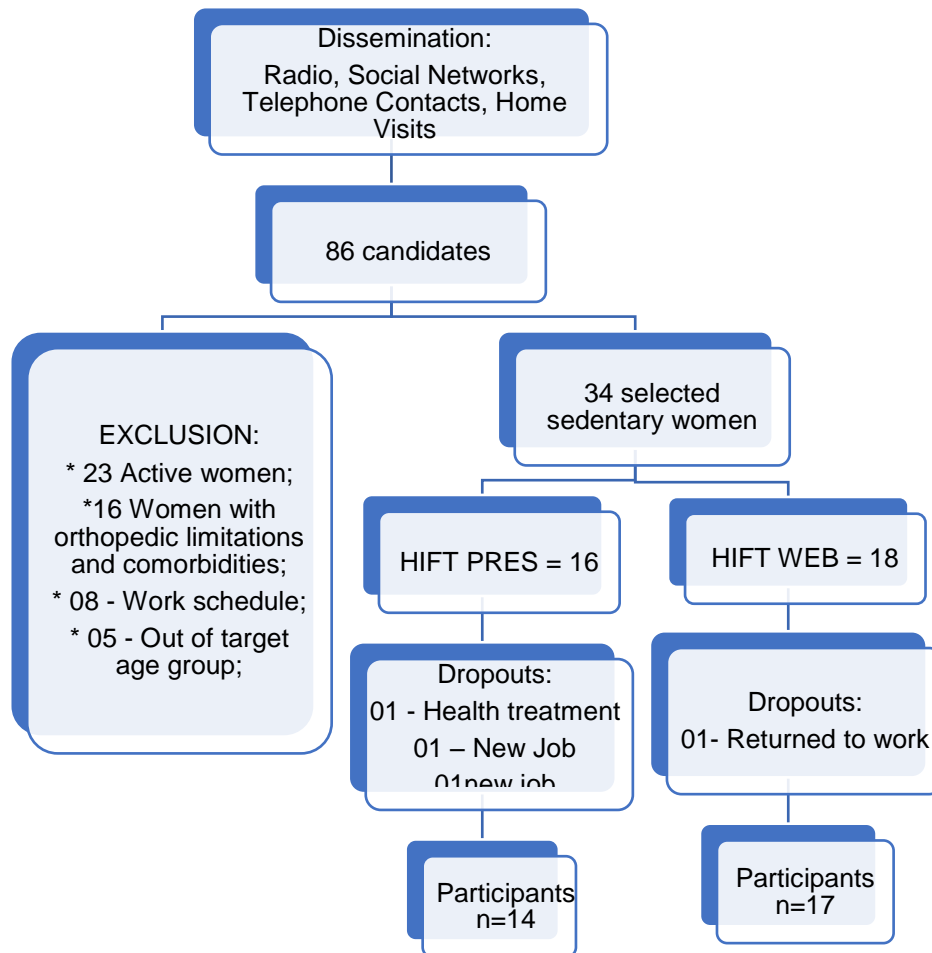 Dissemination:
Radio, Social Networks,
Telephone Contacts, Home
Visits
86 candidates
EXCLUSION:
* 23 Active women;
*16 Women with
orthopedic limitations
and comorbidities;
* 08 - Work schedule;
* 05 - Out of target
age group;
34 selected
sedentary women
HIFT PRES = 16
HIFT WEB = 18
Dropouts:
01 - Health treatment
01 – New Job
01new job
Dropouts:
01- Returned to work
Participants
n=14
Participants
n=17